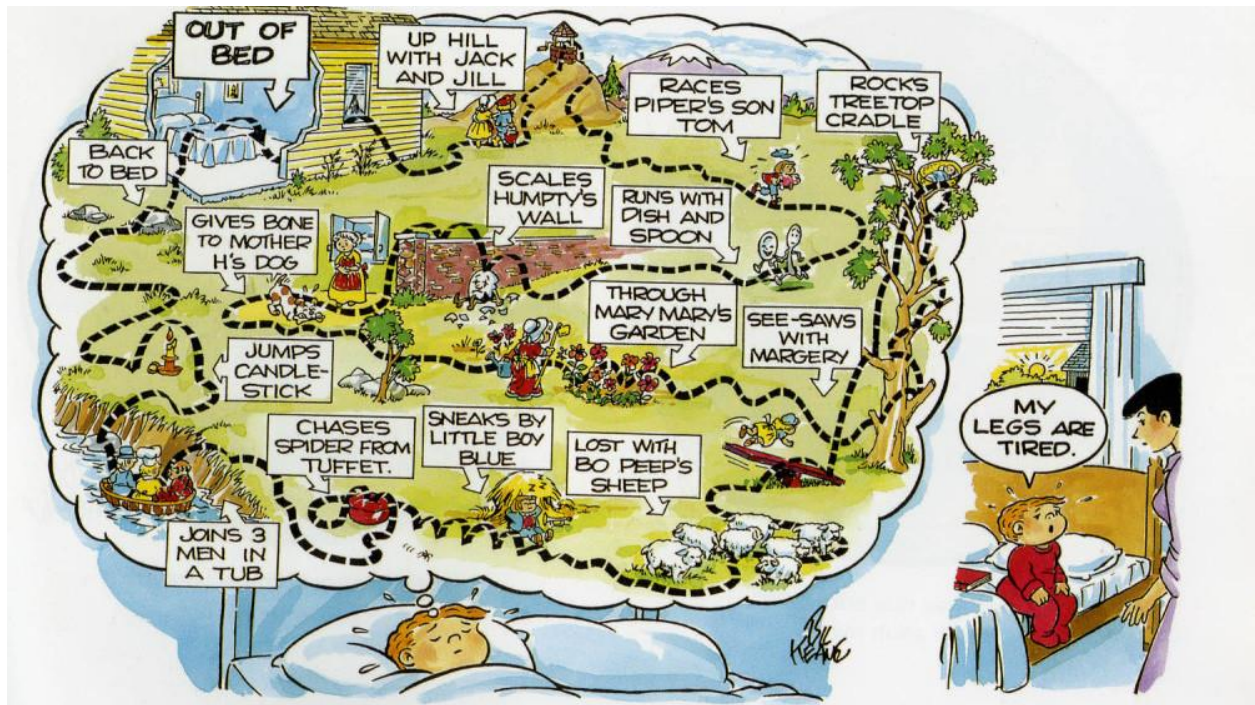 OUT OF
BED
UP HILL
WITH JACK
AND JILL
RACES
PIPER'S SON
TOM
ROCKS
TREETOP
CRADLE
BACK
TO BED
SCALES
HUMPTY'S
WALL
RUNS WITH
DISH AND
SPOON
GIVES BONE
TO MOTHER
H'S DOG
THROUGH
MARY MARY'S
GARDEN
SEE-SAWS
WITH
MARGERY
JUMPS
CANDLE-
STICK
CHASES
SPIDER FROM
TUFFET.
SNEAKS BY
LITTLE BOY
BLUE
LOST WITH
BO PEEP'S
SHEEP
Z Z
JOINS 3
MEN IN
A TUB
BIL
KEANE
MY
LEGS ARE
TIRED.